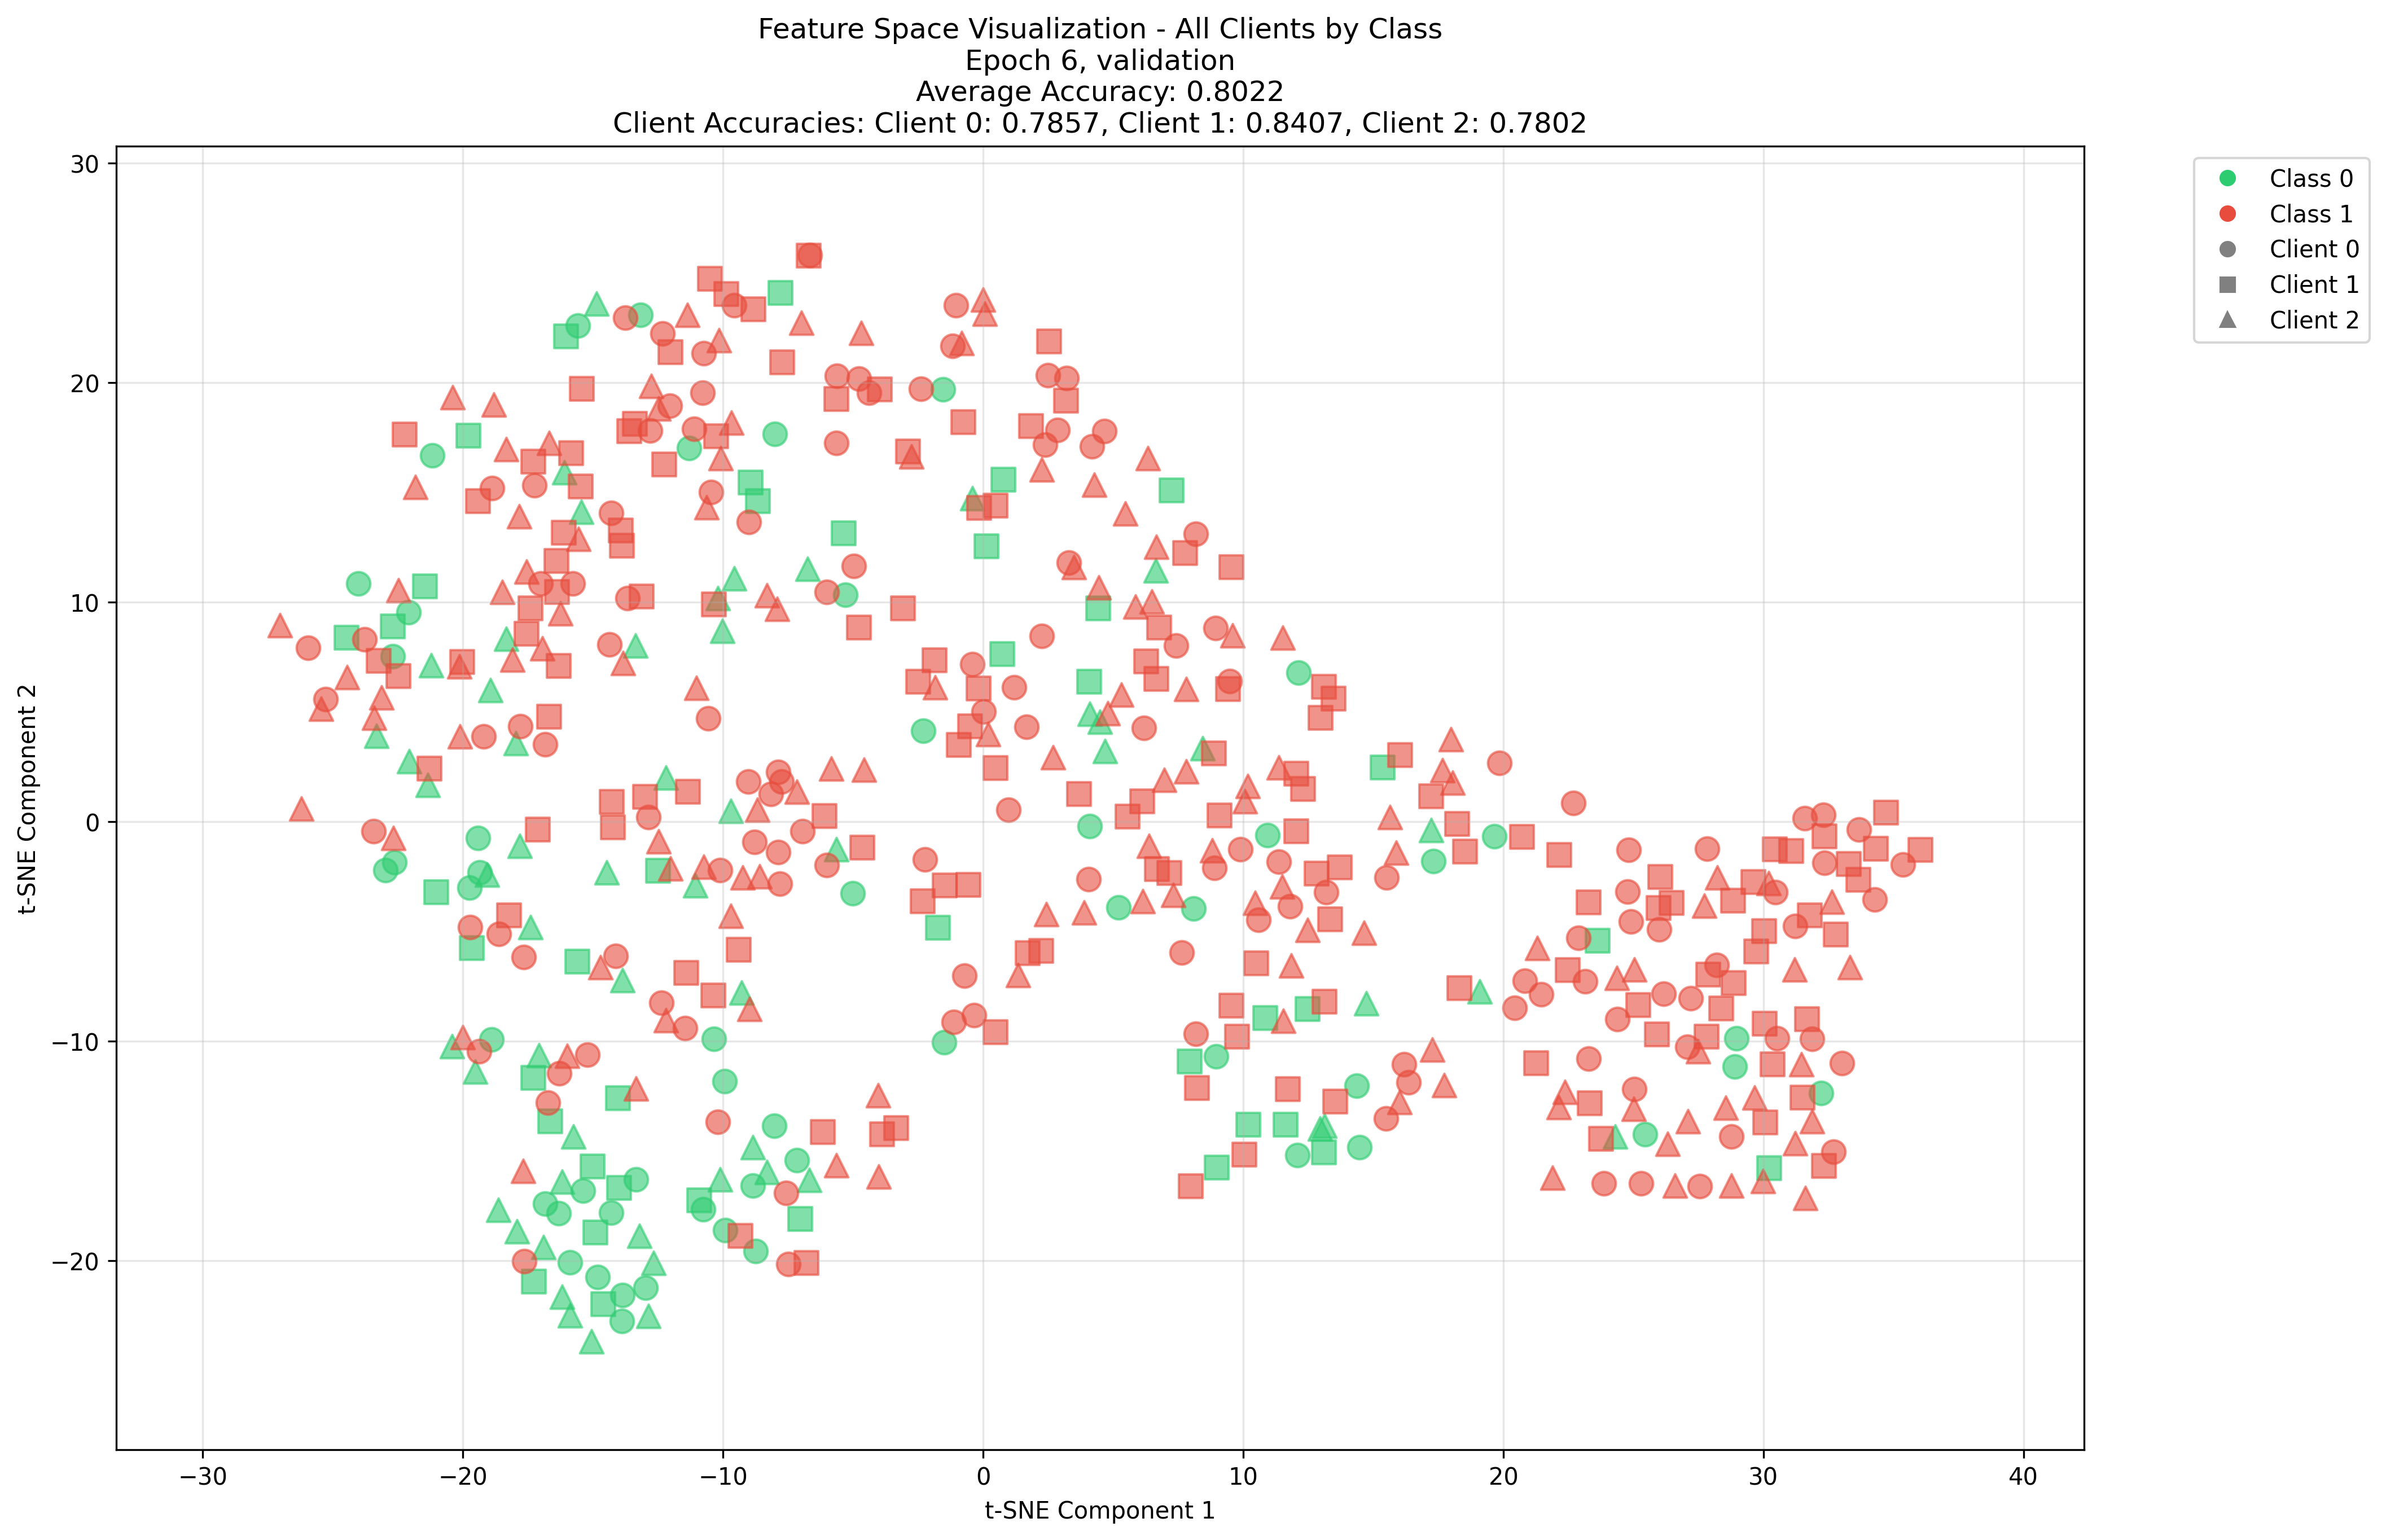 Feature Space Visualization - All Clients by Class
Epoch 6, validation
Average Accuracy: 0.8022
Client Accuracies: Client 0: 0.7857, Client 1: 0.8407, Client 2: 0.7802
Class 0
Class 1
Client 0
Client 1
Client 2
30
20
10
0
−10
−20
t-SNE Component 2
−30
−20
−10
0
10
20
30
40
t-SNE Component 1